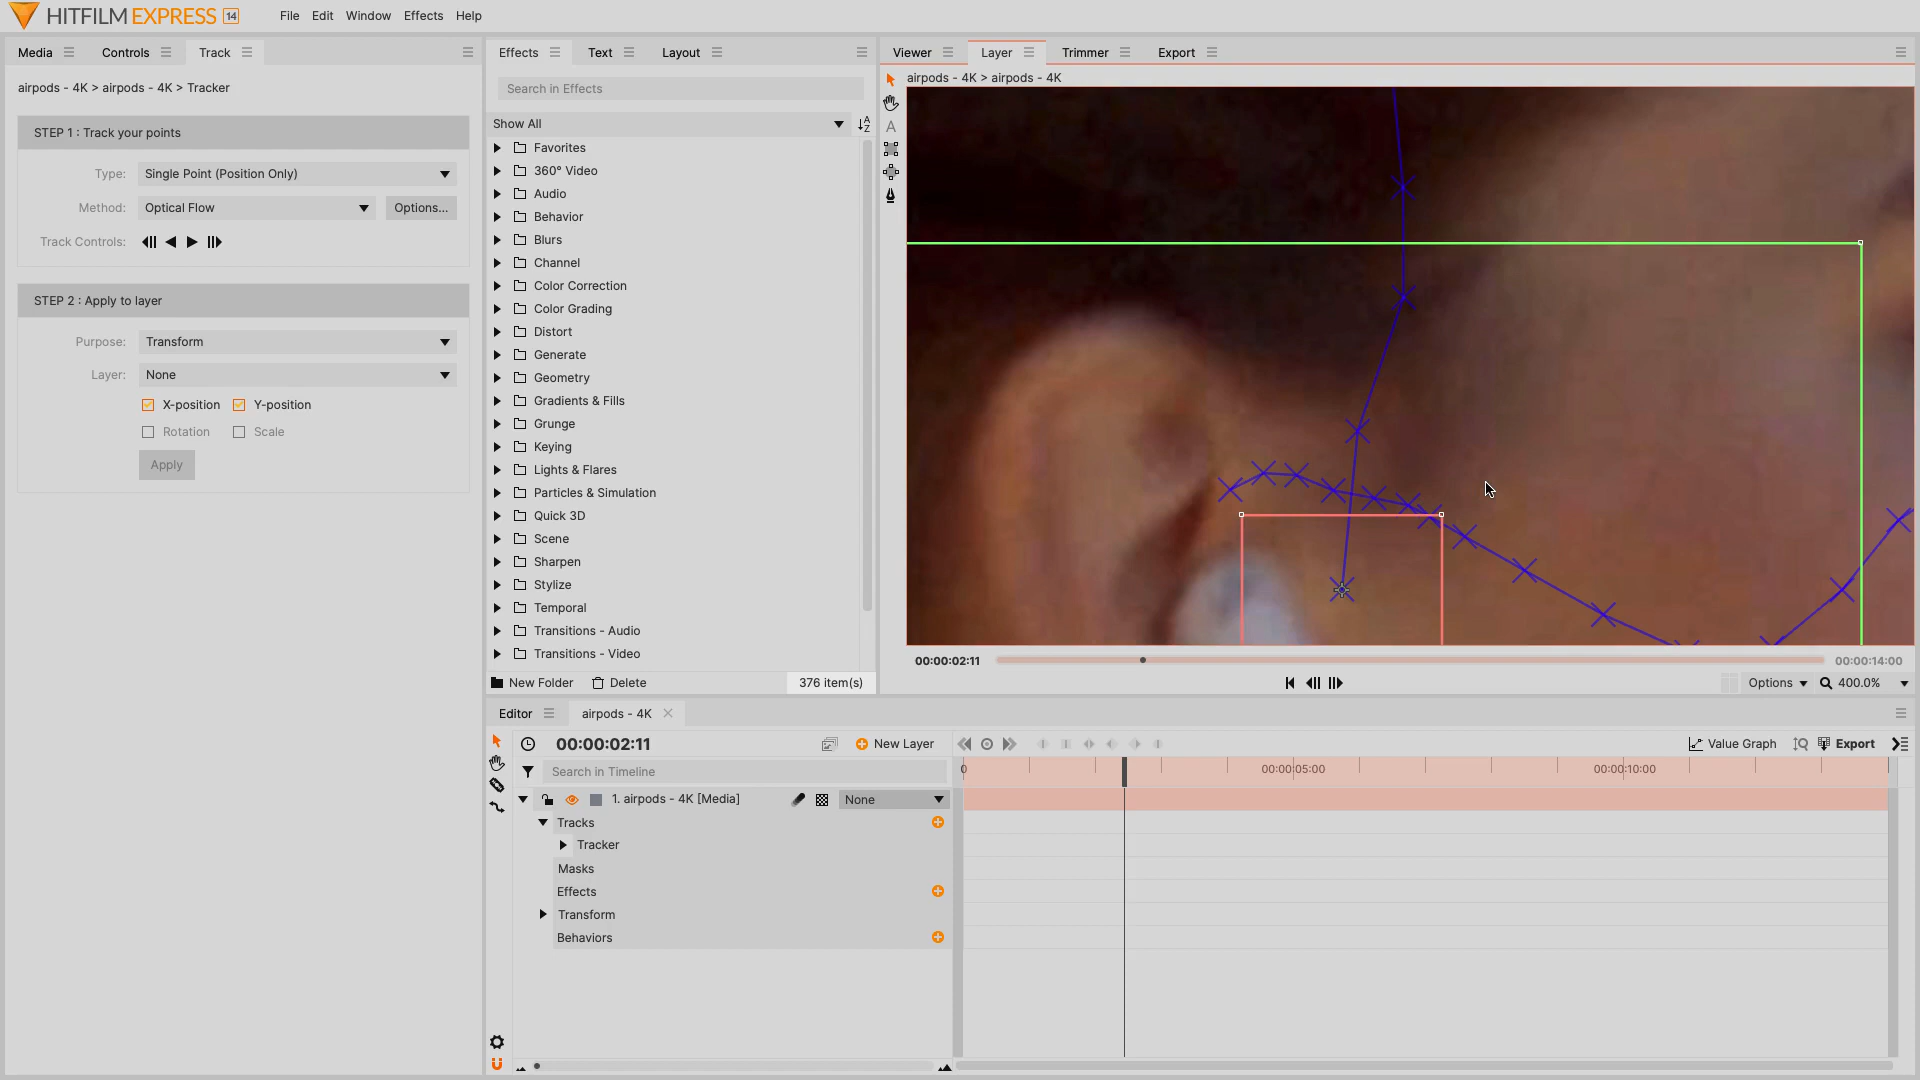 HITFILM EXPRESS 14
File Edit Window Effects Help
Media Controls Track
airpods - 4K > airpods - 4K > Tracker
STEP 1 : Track your points
Type: Single Point (Position Only)
Method: Optical Flow Options...
Track Controls:
STEP 2 : Apply to layer
Purpose: Transform
Layer: None
X-position Y-position
Rotation Scale
Apply
Effects Text Layout
Search in Effects
Show All
Favorites
360° Video
Audio
Behavior
Blurs
Channel
Color Correction
Color Grading
Distort
Generate
Geometry
Gradients & Fills
Grunge
Keying
Lights & Flares
Particles & Simulation
Quick 3D
Scene
Sharpen
Stylize
Temporal
Transitions - Audio
Transitions - Video
New Folder Delete 376 item(s)
Viewer Layer Trimmer Export
airpods - 4K > airpods - 4K
00:00:02:11 00:00:14:00
Options 400.0%
Editor airpods - 4K
00:00:02:11 New Layer Value Graph Export
Search in Timeline
0 00:00:05:00 00:00:10:00
1. airpods - 4K [Media] None
Tracks
Tracker
Masks
Effects
Transform
Behaviors